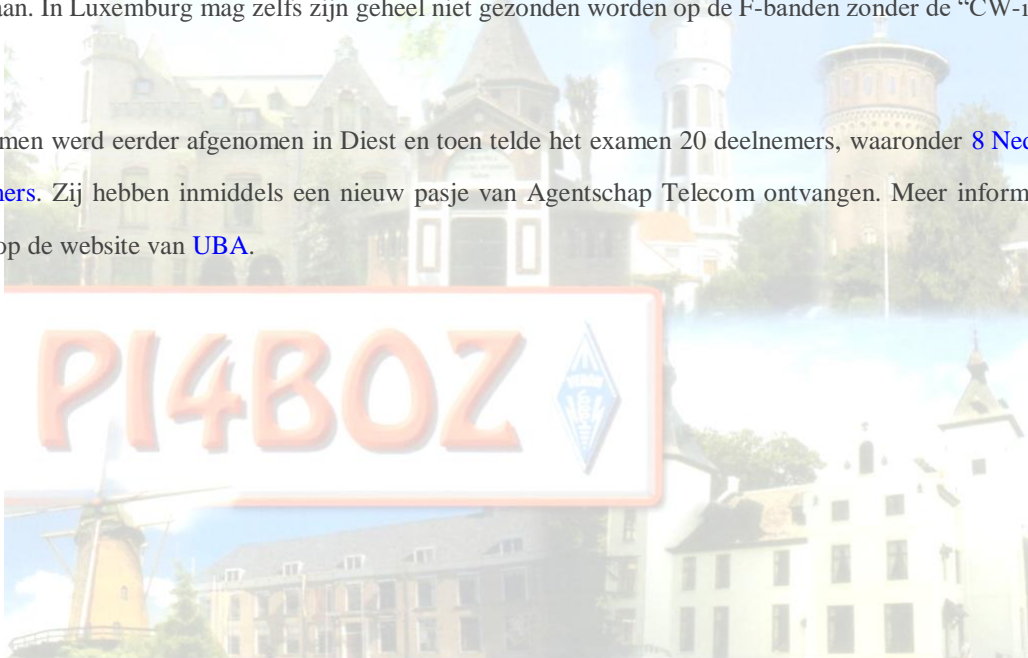 aan. In Luxemburg mag zelfs zijn geheel niet gezonden worden op de F-banden zonder de “CW-
men werd eerder afgenomen in Diest en toen telde het examen 20 deelnemers, waaronder 8 Ned
ners. Zij hebben inmiddels een nieuw pasje van Agentschap Telecom ontvangen. Meer inform
op de website van UBA.
PI4BOZ